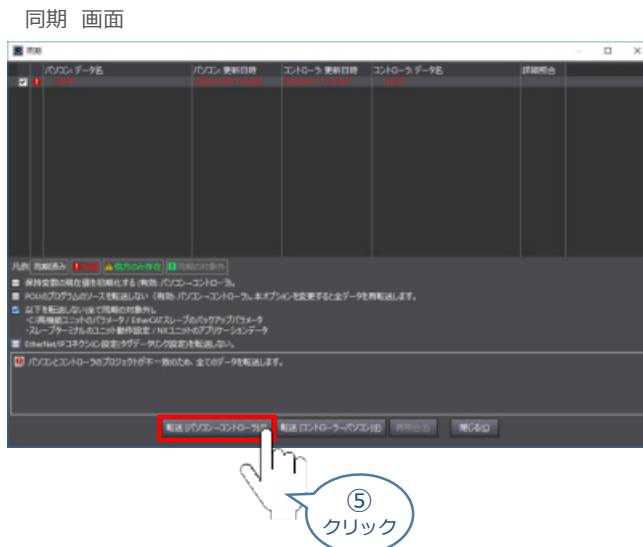 同期 画面
同期
パソコン: データ名 パソコン: 更新日時 コントローラ: 更新日時 コントローラ: データ名 詳細照合
凡例 同期済み 他方のみ存在 同期の対象外
保持変数の現在値を初期化する (有効: パソコン→コントローラ)。
POUのプログラムのソースを転送しない (有効: パソコン→コントローラ)。本オプションを変更すると全データを再転送します。
以下を転送しない(全て同期の対象外)。
・CJ高機能ユニットのパラメータ / EtherCATスレーブのバックアップパラメータ
・スレーブターミナルのユニット動作設定 / NXユニットのアプリケーションデータ
EtherNet/IPコネクション設定(タグデータリンク設定)を転送しない。
パソコンとコントローラのプロジェクトが不一致のため、全てのデータを転送します。
転送 (パソコン→コントローラ) 転送 (コントローラ→パソコン)(F) 再照合(R) 閉じる(C)
⑤
クリック